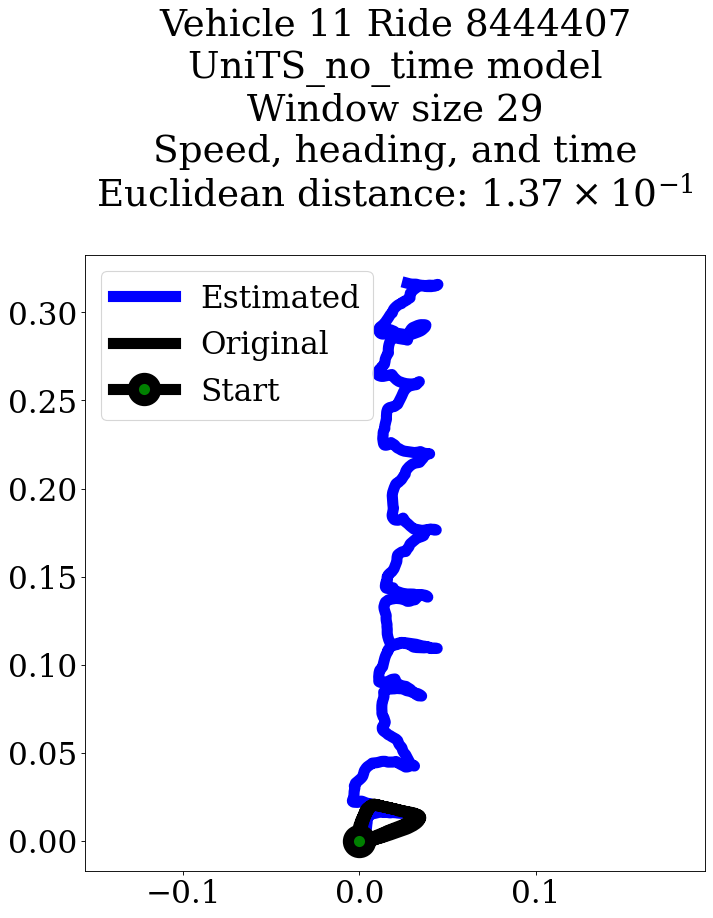 Vehicle 11 Ride 8444407
UniTS_no_time model
Window size 29
Speed, heading, and time
Euclidean distance: $1.37 \times 10^{-1}$
Estimated
Original
Start
0.30
0.25
0.20
0.15
0.10
0.05
0.00
−0.1
0.0
0.1